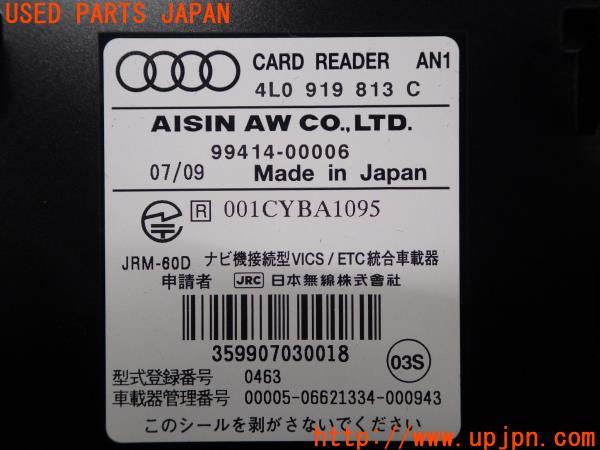 USED PARTS JAPAN
CARD READER AN1
4L0 919 813 C
AISIN AW CO.,LTD.
99414-00006
07/09 Made in Japan
R 001CYBA1095
JRM-60D ナビ機接続型VICS/ETC統合車載器
申請者 JRC 日本無線株式會社
359907030018
03S
型式登録番号 0463
車載器管理番号 00005-06621334-000943
このシールを剥がさないでください
http://www.upjpn.com